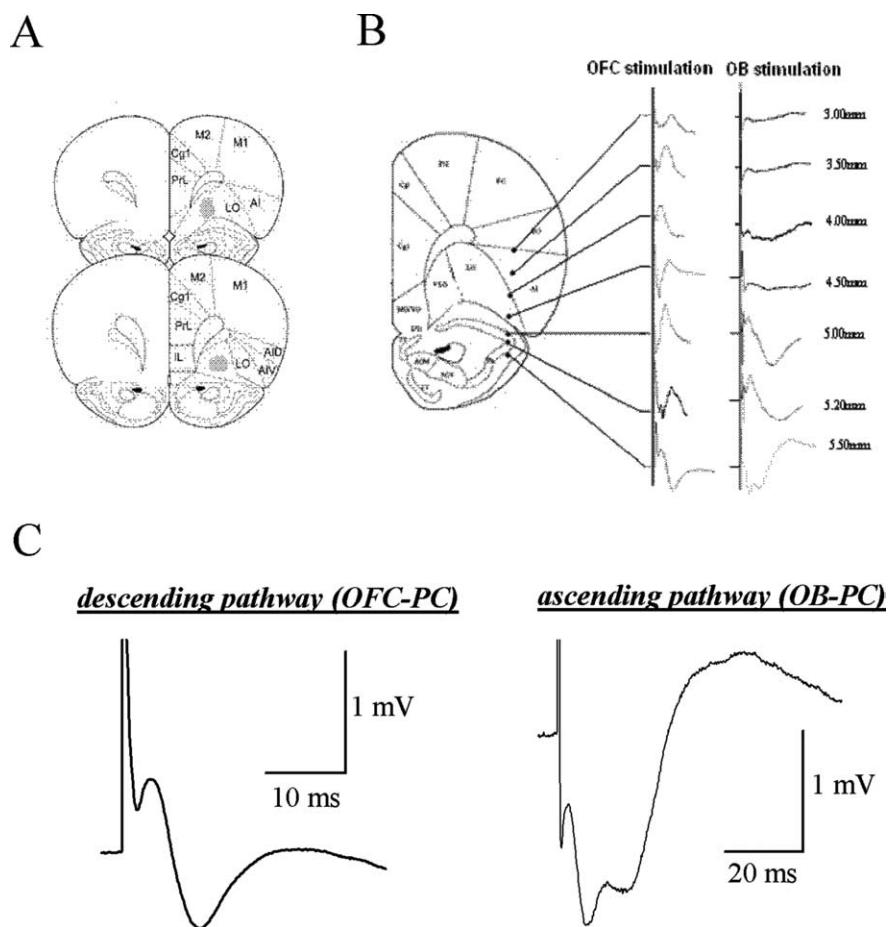 A
B
OFC stimulation OB stimulation
M2
M1
Cg1
PrL
LO
AI
M2
M1
Cg1
PrL
IL
LO
AID
AIV
3.00mm
3.50mm
4.00mm
4.50mm
5.00mm
5.20mm
5.50mm
C
descending pathway (OFC-PC)
ascending pathway (OB-PC)
1 mV
10 ms
1 mV
20 ms